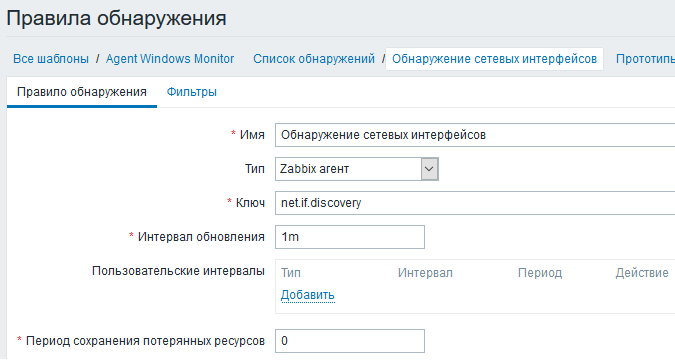 Правила обнаружения
Все шаблоны / Agent Windows Monitor Список обнаружений / Обнаружение сетевых интерфейсов Прототипы
Правило обнаружения Фильтры
* Имя Обнаружение сетевых интерфейсов
Тип Zabbix агент
* Ключ net.if.discovery
* Интервал обновления 1m
Пользовательские интервалы Тип Интервал Период Действие
Добавить
* Период сохранения потерянных ресурсов 0